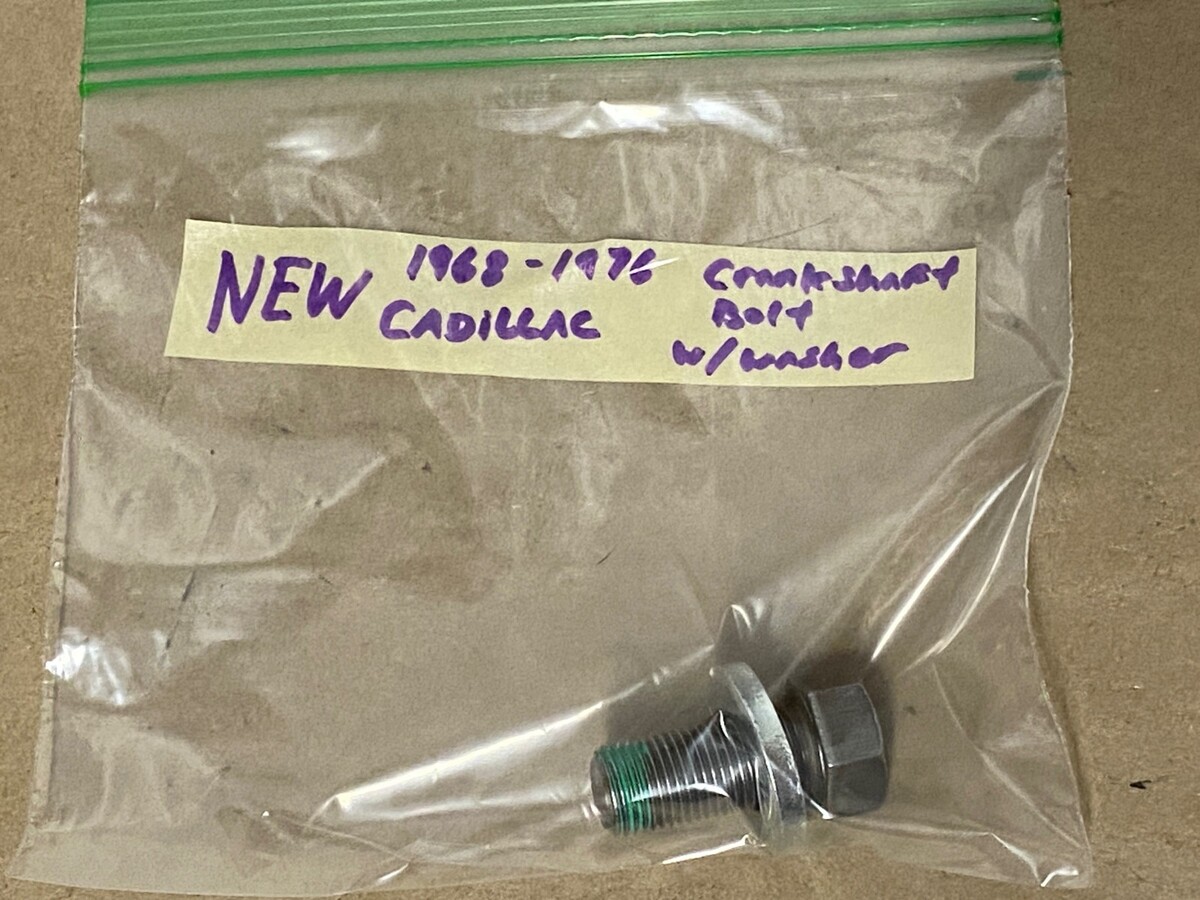 NEW 1968-1976 Crankshaft
CADILLAC Bolt
w/washer